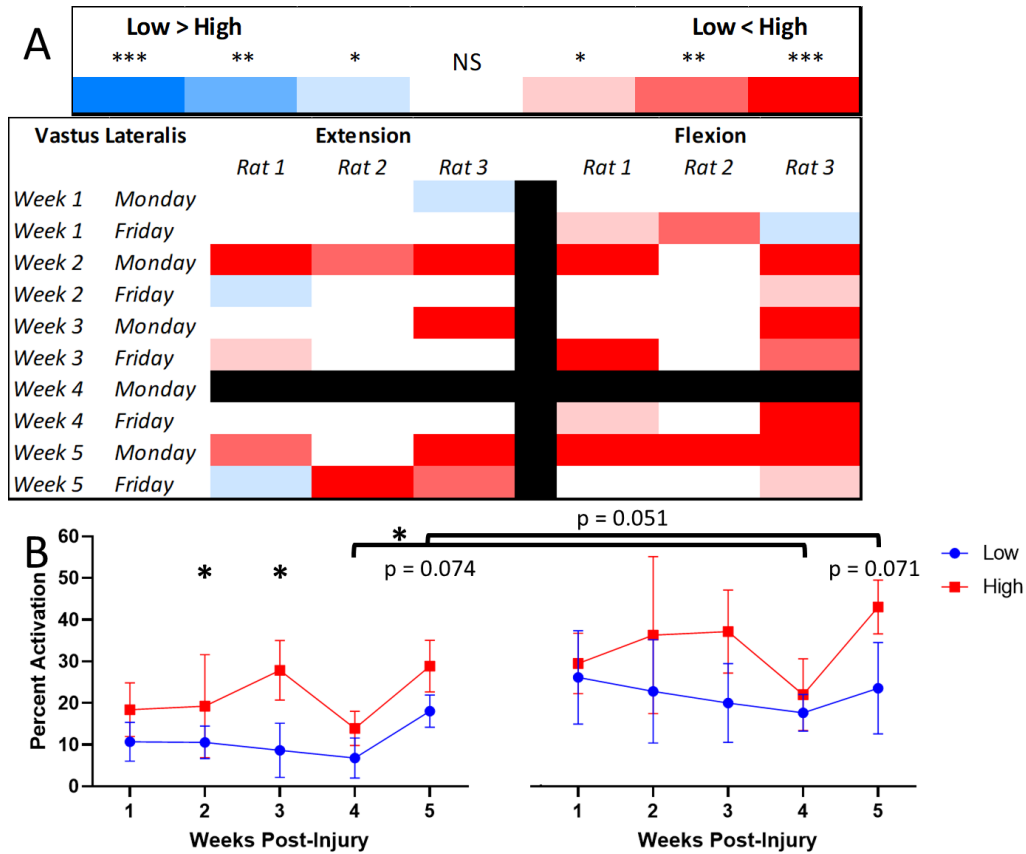 A
Low > High Low < High
*** ** * NS * ** ***
Vastus Lateralis Extension Flexion
Rat 1 Rat 2 Rat 3 Rat 1 Rat 2 Rat 3
Week 1 Monday
Week 1 Friday
Week 2 Monday
Week 2 Friday
Week 3 Monday
Week 3 Friday
Week 4 Monday
Week 4 Friday
Week 5 Monday
Week 5 Friday
B
p = 0.051
*
p = 0.074 p = 0.071
* *
Low
High
Percent Activation
60
50
40
30
20
10
0
1 2 3 4 5 1 2 3 4 5
Weeks Post-Injury Weeks Post-Injury